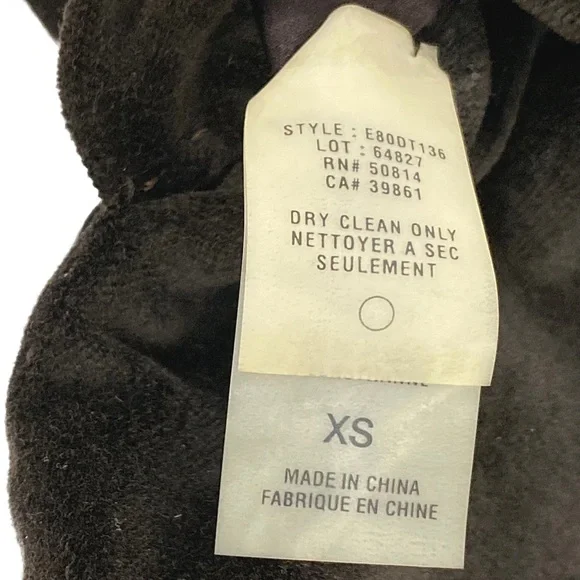 STYLE : E80DT136
LOT : 64827
RN# 50814
CA# 39861
DRY CLEAN ONLY
NETTOYER A SEC
SEULEMENT
XS
MADE IN CHINA
FABRIQUE EN CHINE